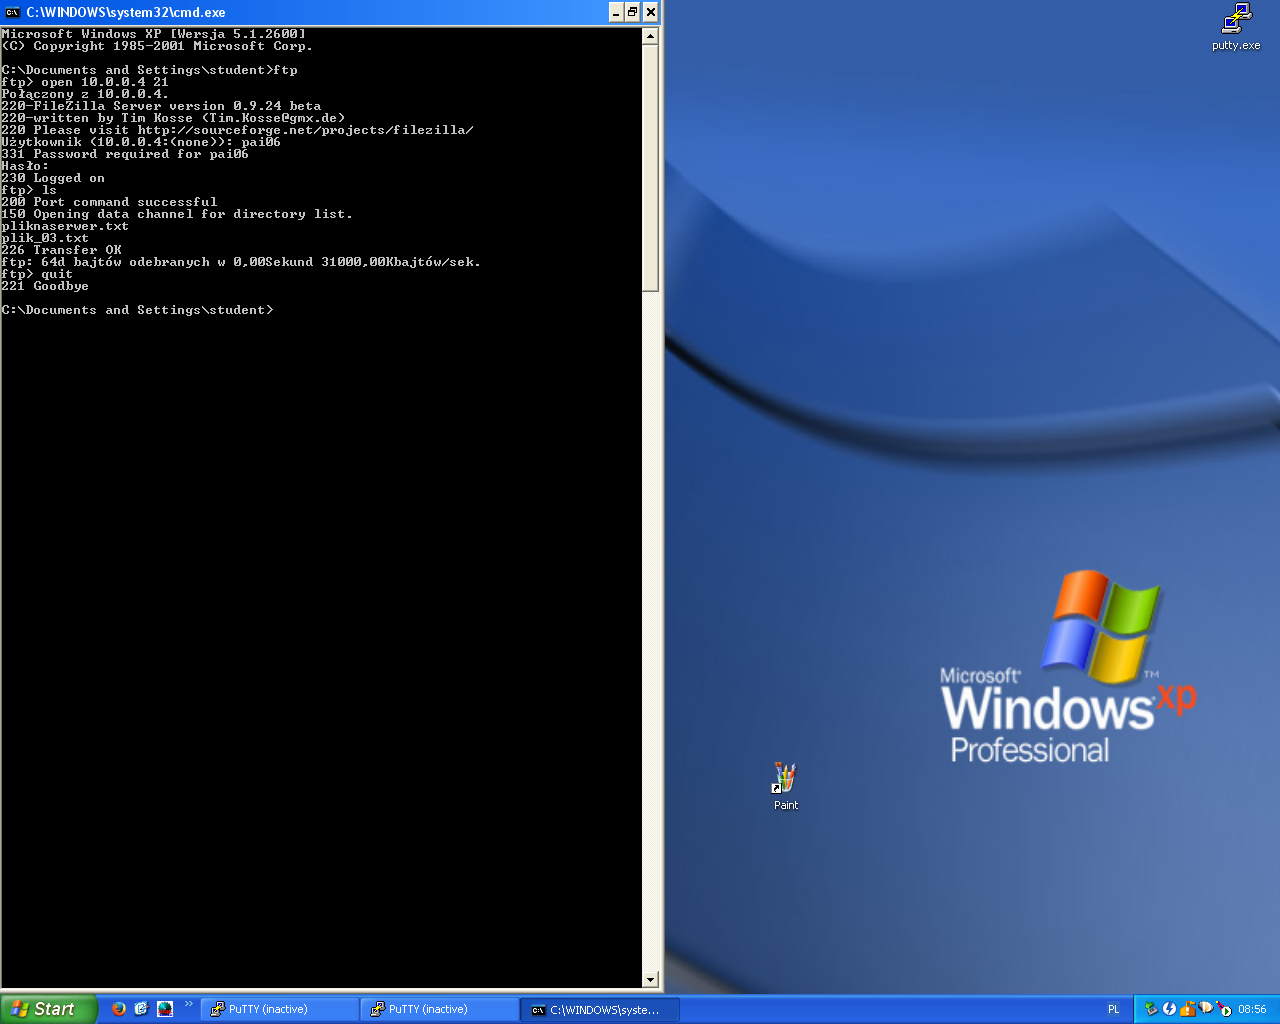 C:\WINDOWS\system32\cmd.exe
Microsoft Windows XP [Wersja 5.1.2600]
(C) Copyright 1985-2001 Microsoft Corp.
C:\Documents and Settings\student>ftp
ftp> open 10.0.0.4 21
Połączony z 10.0.0.4.
220-FileZilla Server version 0.9.24 beta
220-written by Tim Kosse (Tim.Kosse@gmx.de)
220 Please visit http://sourceforge.net/projects/filezilla/
Użytkownik (10.0.0.4:(none)): pai06
331 Password required for pai06
Hasło:
230 Logged on
ftp> ls
200 Port command successful
150 Opening data channel for directory list.
pliknaserwer.txt
plik_03.txt
226 Transfer OK
ftp: 64d bajtów odebranych w 0,00Sekund 31000,00Kbajtów/sek.
ftp> quit
221 Goodbye
C:\Documents and Settings\student>
putty.exe
Microsoft®
Windows xp™
Professional
Paint
Start
PuTTY (inactive)
PuTTY (inactive)
C:\WINDOWS\syste...
PL
08:56